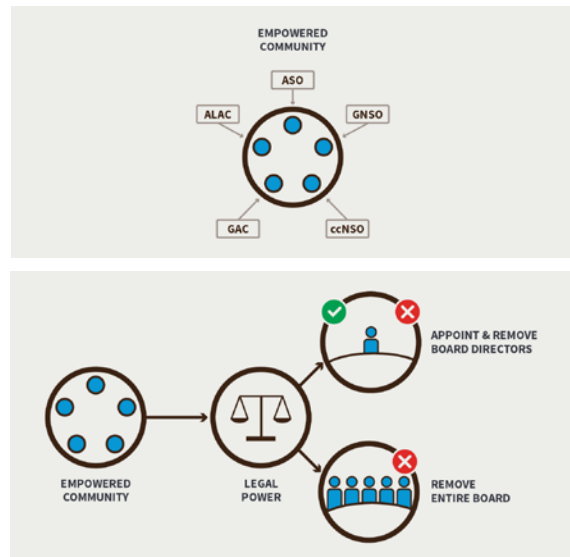 EMPOWERED
COMMUNITY
ASO
ALAC
GNSO
GAC
ccNSO
APPOINT & REMOVE
BOARD DIRECTORS
EMPOWERED
COMMUNITY
LEGAL
POWER
REMOVE
ENTIRE BOARD